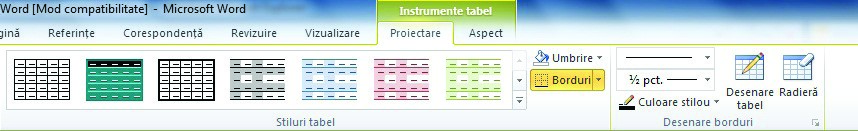 Word [Mod compatibilitate] - Microsoft Word
Instrumente tabel
gină Referințe Corespondență Revizuire Vizualizare Proiectare Aspect
Umbrire
Borduri
½ pct.
Culoare stilou
Desenare tabel
Radieră
Stiluri tabel
Desenare borduri